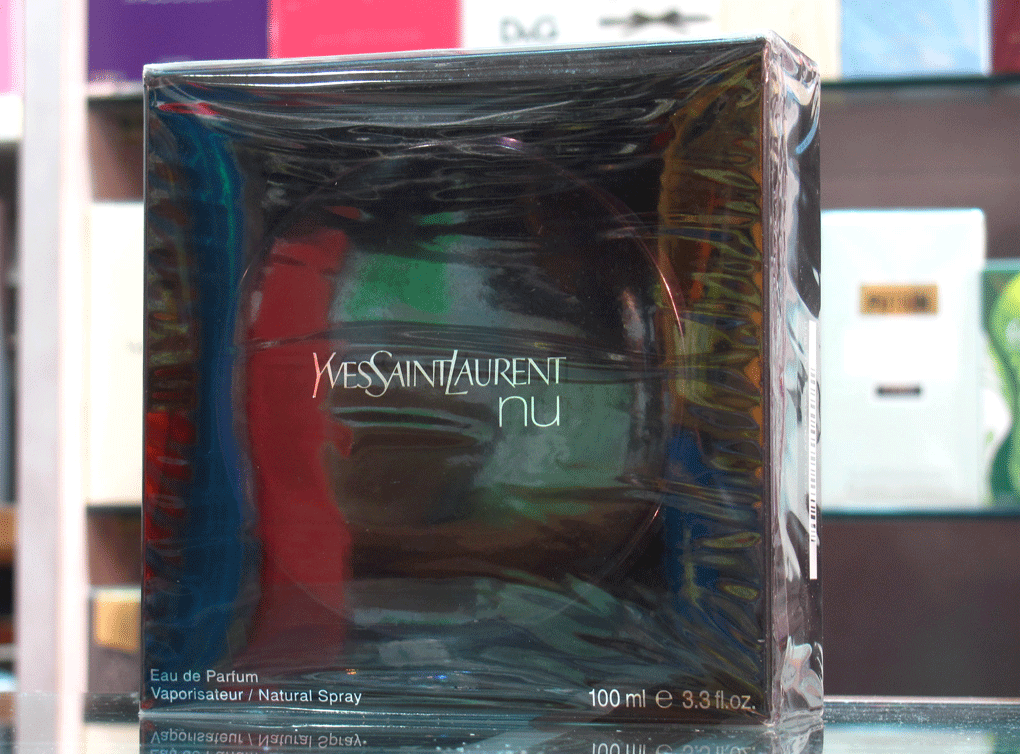 D&G
YVESSAINTLAURENT
nu
Eau de Parfum
Vaporisateur / Natural Spray
100 ml ℮ 3.3 fl.oz.